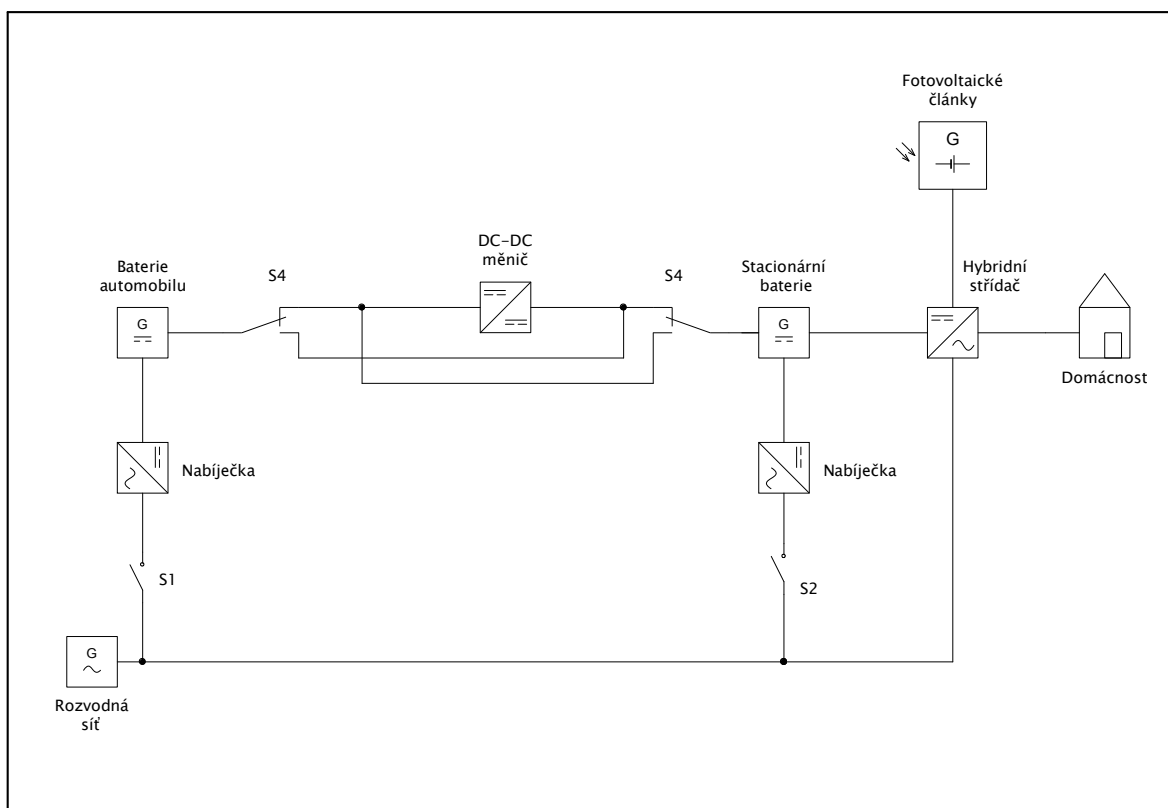 Fotovoltaické
články
G
DC-DC
měnič
Baterie
automobilu
S4
S4
Stacionární
baterie
Hybridní
střídač
G
G
Domácnost
Nabíječka
Nabíječka
S1
S2
G
Rozvodná
síť